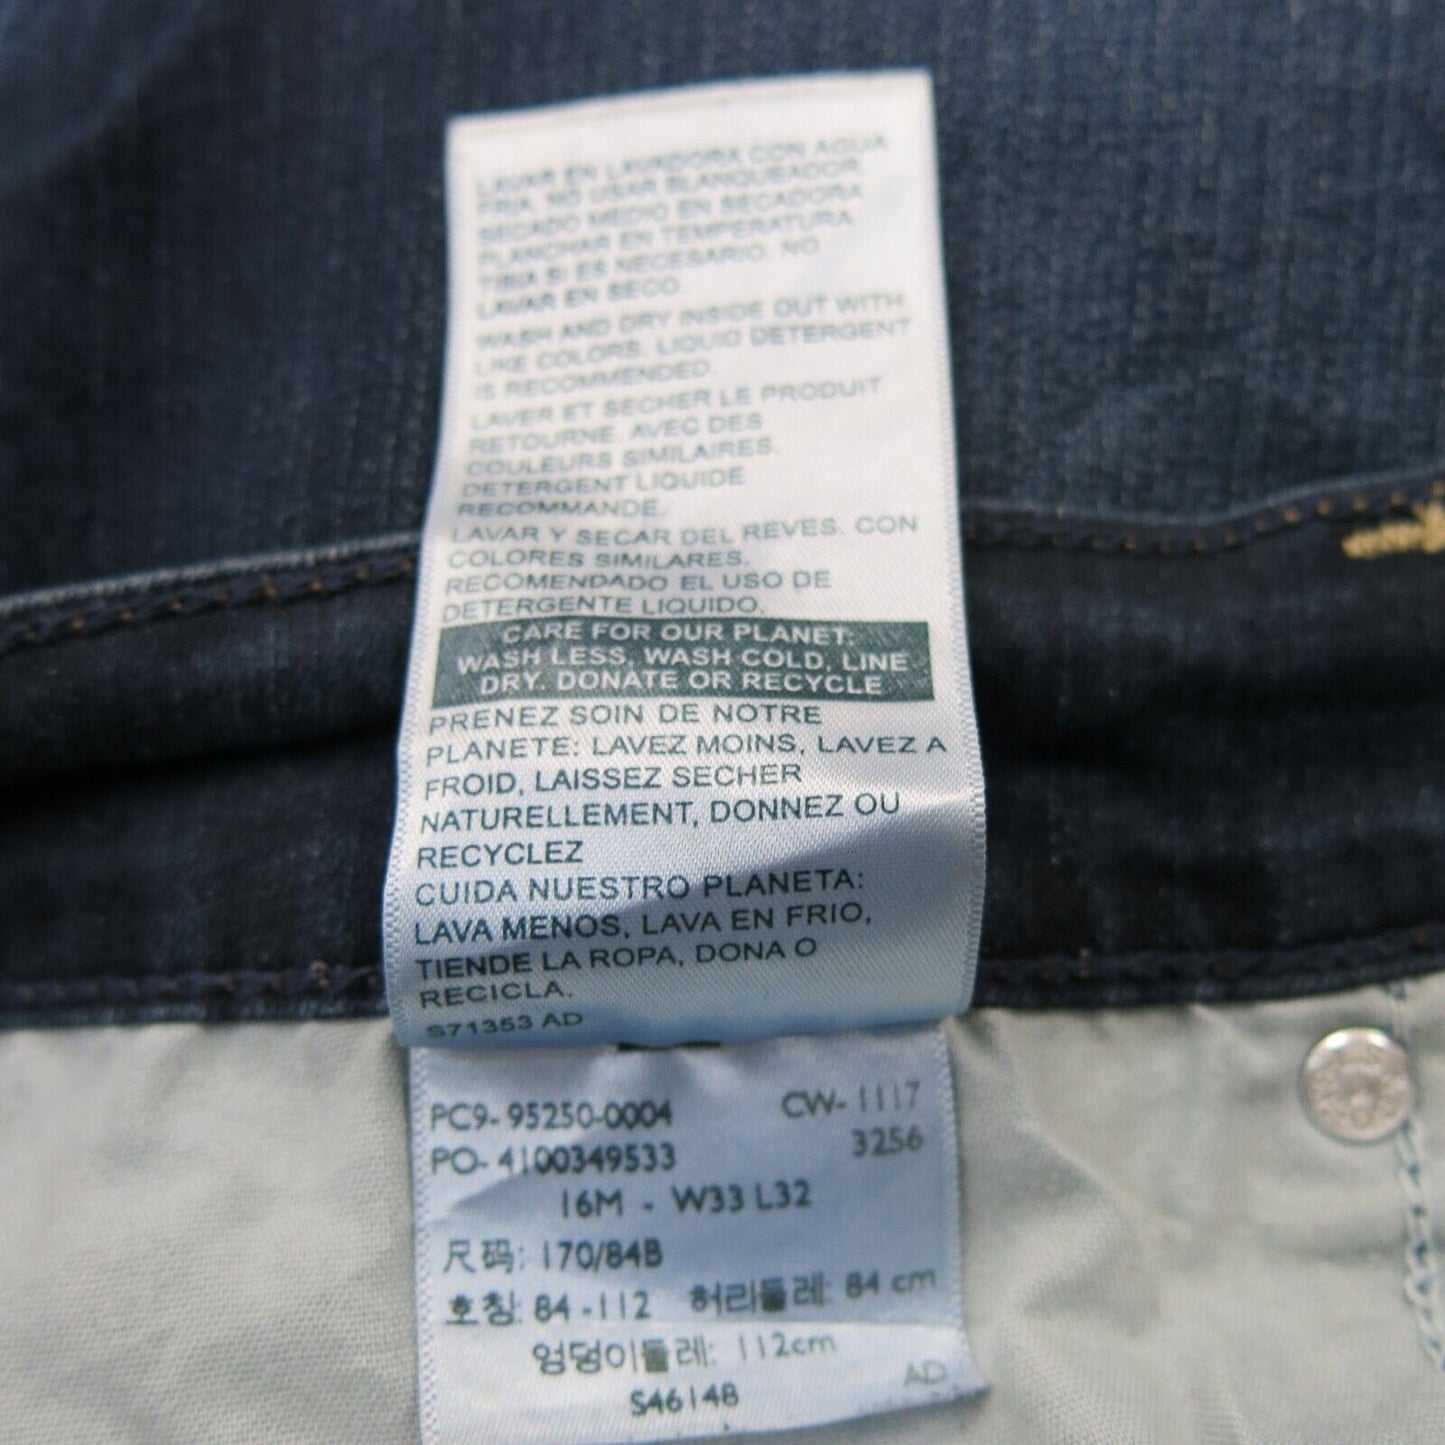 LAVAR EN LAVADORA CON AGUA
FRIA. NO USAR BLANQUEADOR
SECADO MEDIO EN SECADORA
PLANCHAR EN TEMPERATURA
TIBIA SI ES NECESARIO. NO
LAVAR EN SECO.
WASH AND DRY INSIDE OUT WITH
LIKE COLORS. LIQUID DETERGENT
IS RECOMMENDED.
LAVER ET SECHER LE PRODUIT
RETOURNE. AVEC DES
COULEURS SIMILAIRES.
DETERGENT LIQUIDE
RECOMMANDE.
LAVAR Y SECAR DEL REVES. CON
COLORES SIMILARES.
RECOMENDADO EL USO DE
DETERGENTE LIQUIDO.
CARE FOR OUR PLANET:
WASH LESS, WASH COLD, LINE
DRY. DONATE OR RECYCLE
PRENEZ SOIN DE NOTRE
PLANETE: LAVEZ MOINS, LAVEZ A
FROID, LAISSEZ SECHER
NATURELLEMENT, DONNEZ OU
RECYCLEZ
CUIDA NUESTRO PLANETA:
LAVA MENOS, LAVA EN FRIO,
TIENDE LA ROPA, DONA O
RECICLA.
S71353 AD
PC9- 95250-0004 CW- 1117
PO- 4100349533 3256
16M - W33 L32
尺码: 170/84B
호칭: 84 -112 허리둘레: 84 cm
엉덩이둘레: 112cm
S46148 AD